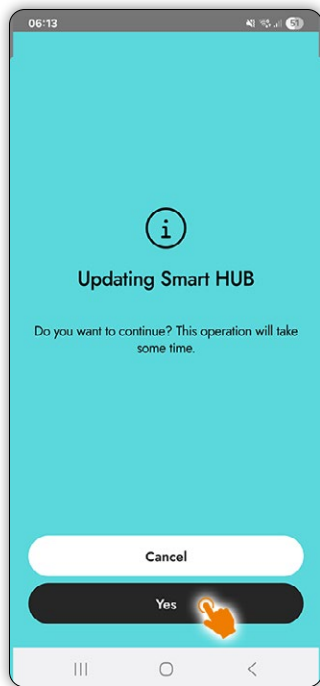 06:13
51
i
Updating Smart HUB
Do you want to continue? This operation will take
some time.
Cancel
Yes